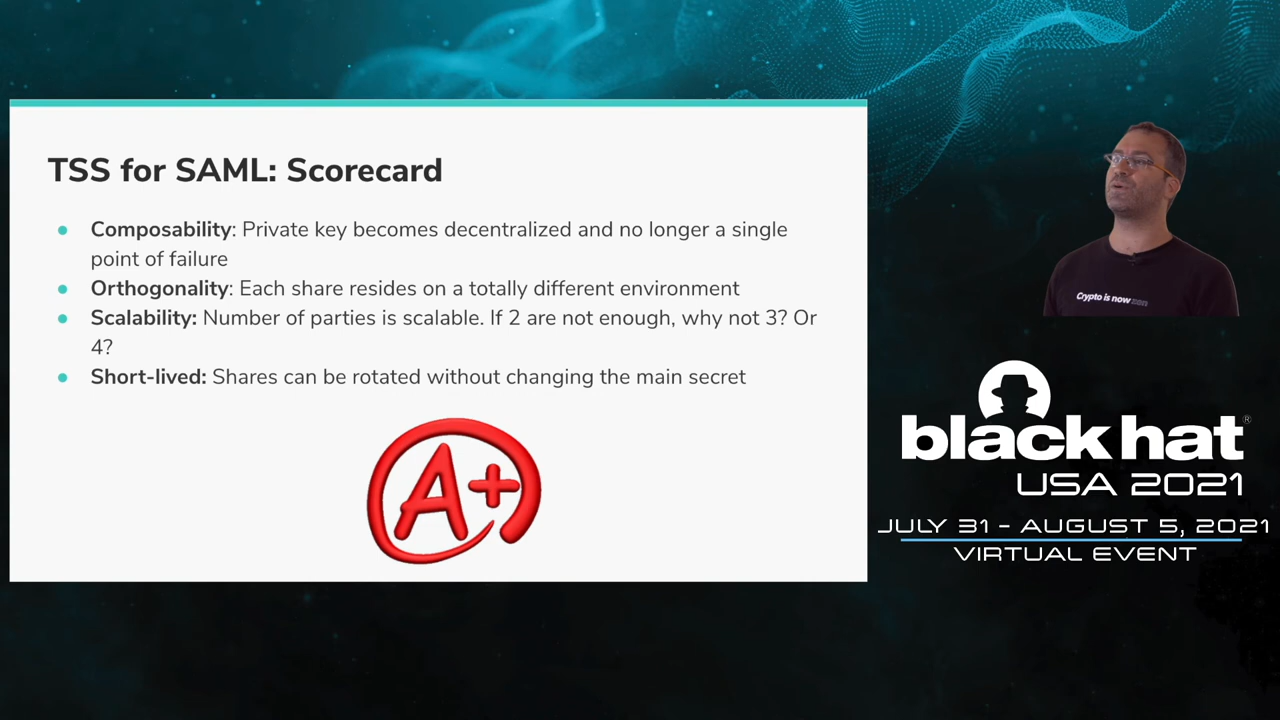 TSS for SAML: Scorecard
● Composability: Private key becomes decentralized and no longer a single
point of failure
● Orthogonality: Each share resides on a totally different environment
● Scalability: Number of parties is scalable. If 2 are not enough, why not 3? Or
4?
● Short-lived: Shares can be rotated without changing the main secret
A+
Crypto is now
black hat®
USA 2021
JULY 31 - AUGUST 5, 2021
VIRTUAL EVENT